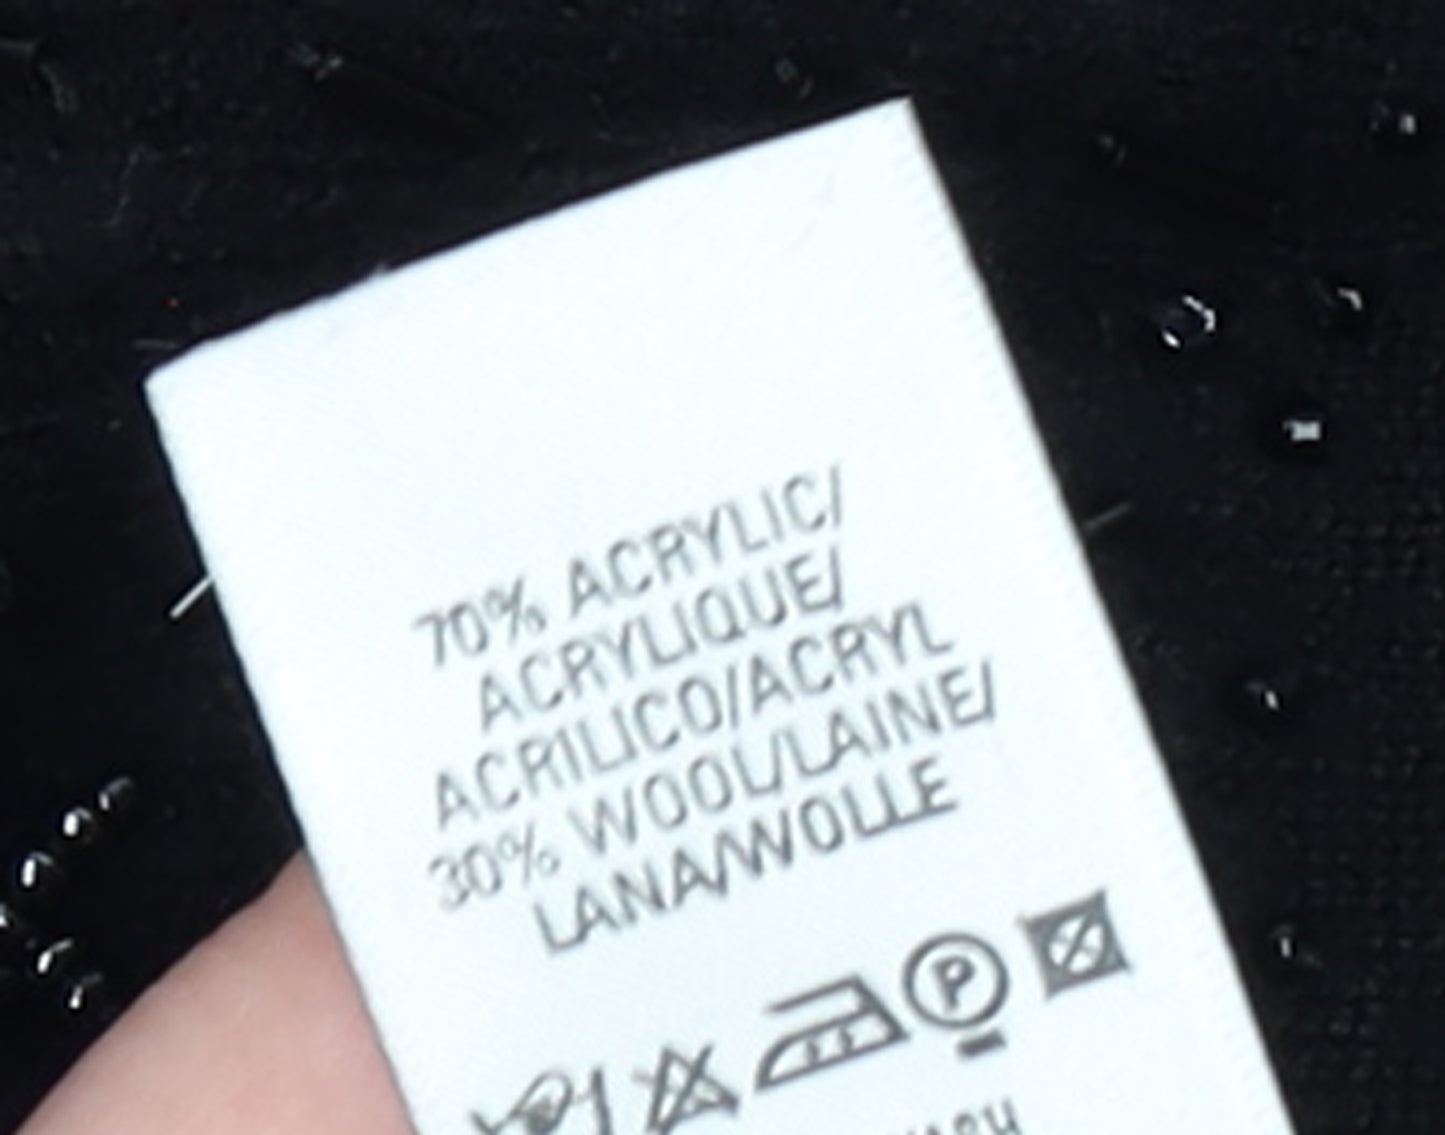 70% ACRYLIC/
ACRYLIQUE/
ACRILICO/ACRYL
30% WOOL/LAINE/
LANA/WOLLE
P